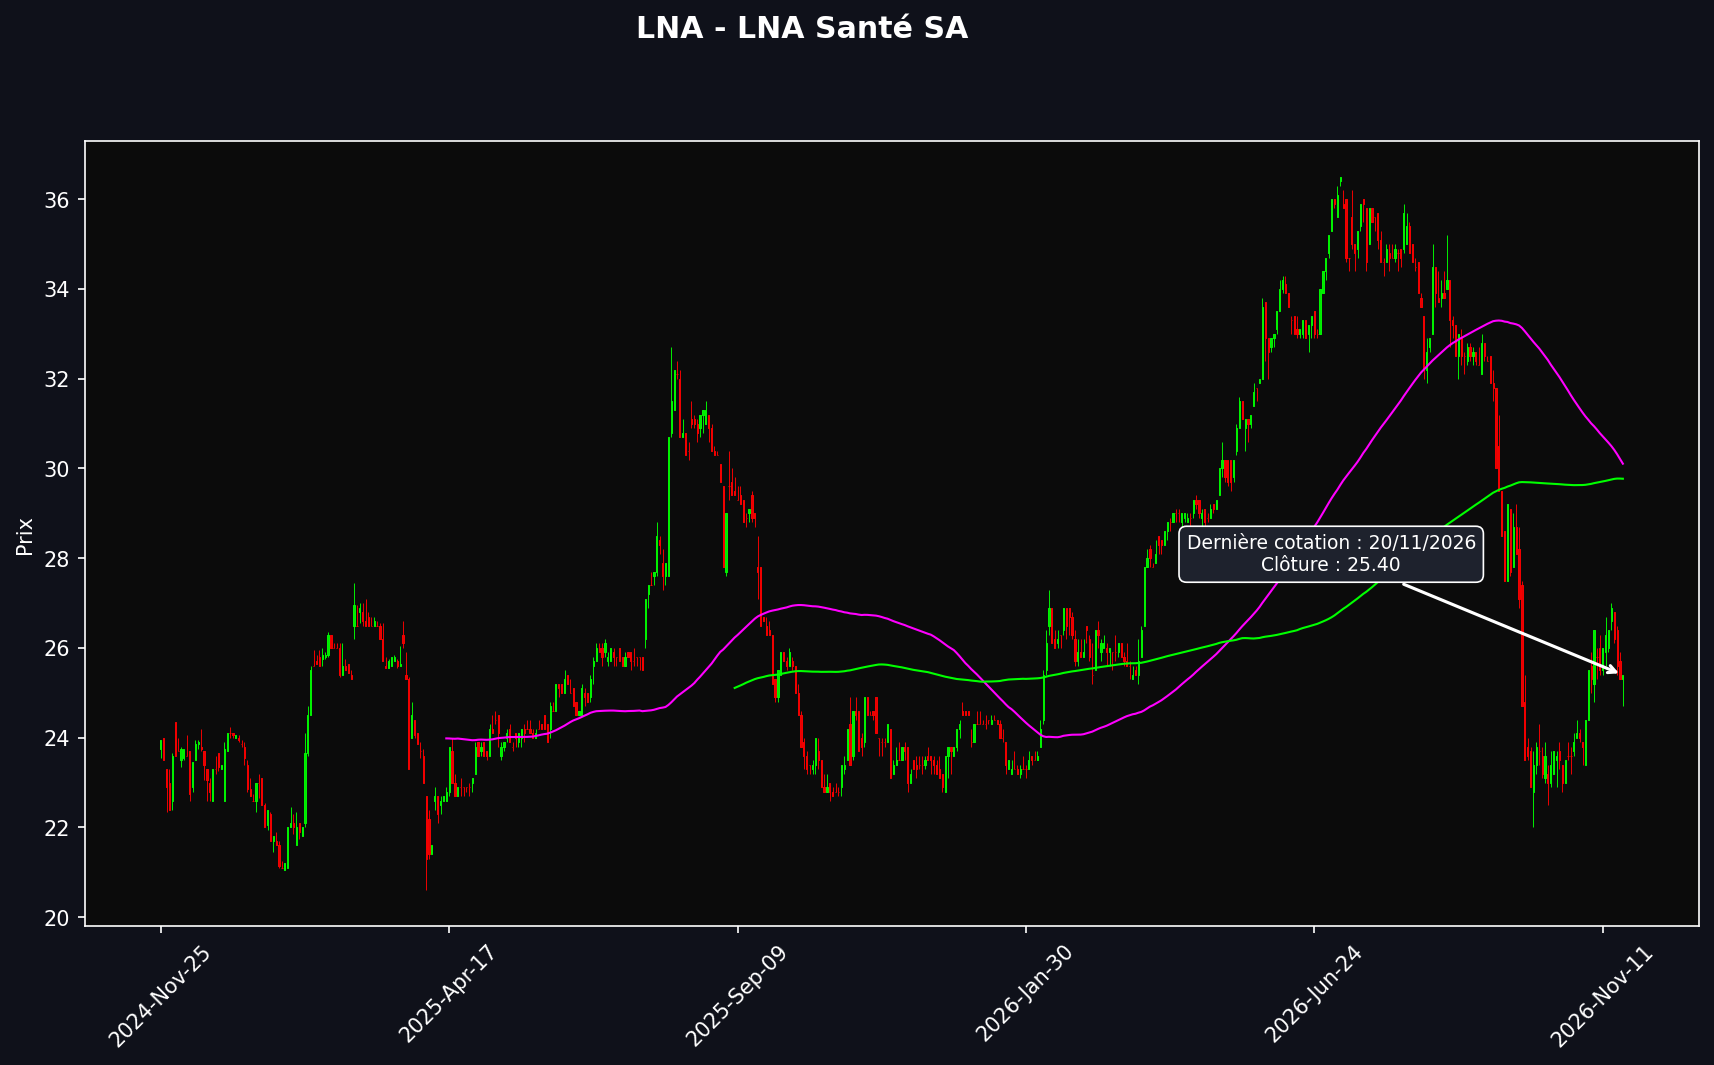 LNA - LNA Santé SA
Prix
36
34
32
30
28
26
24
22
20
Dernière cotation : 20/11/2026
Clôture : 25.40
2024-Nov-25
2025-Apr-17
2025-Sep-09
2026-Jan-30
2026-Jun-24
2026-Nov-11